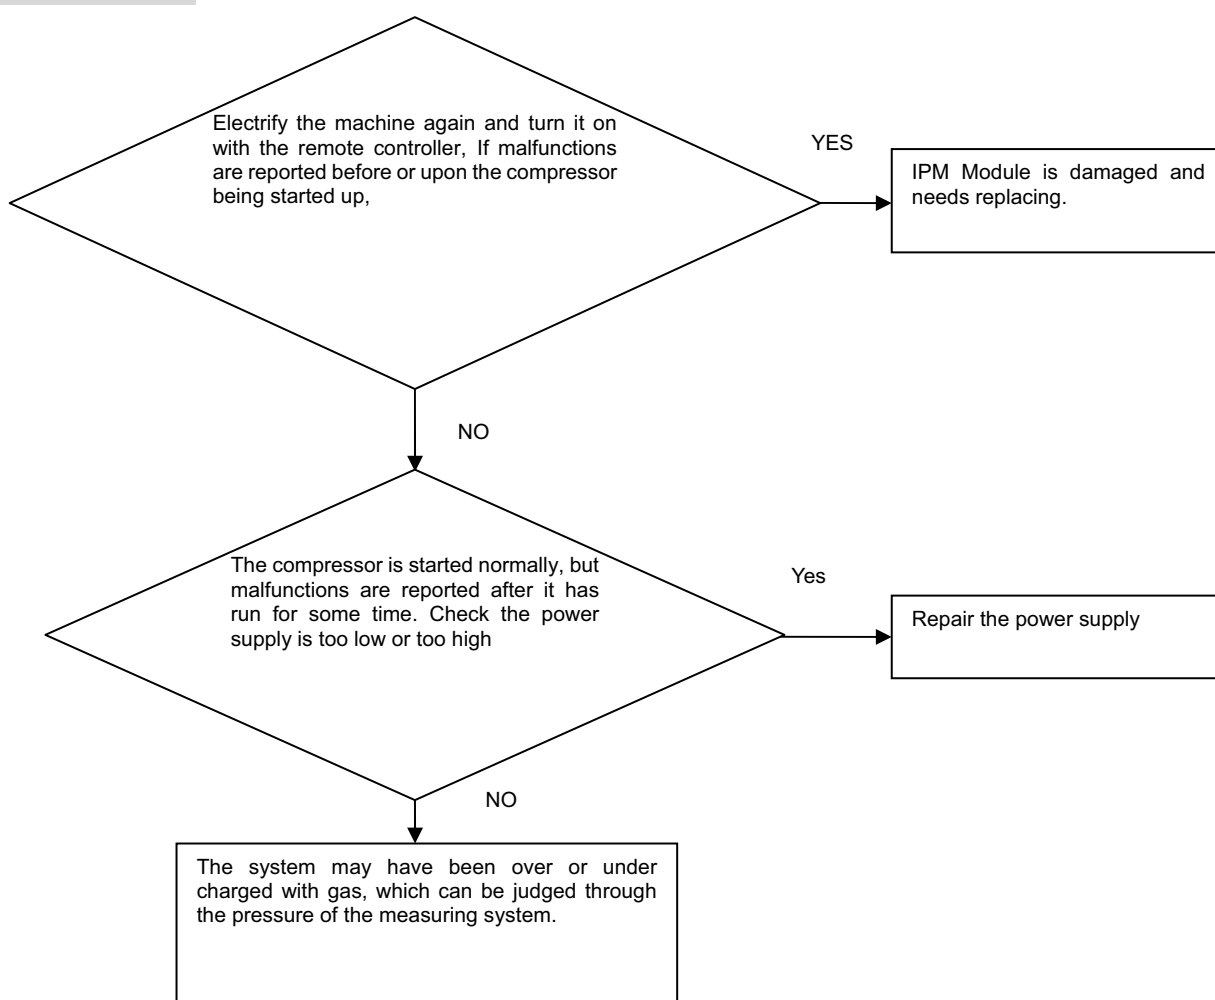 Electrify the machine again and turn it on
with the remote controller, If malfunctions
are reported before or upon the compressor
being started up,
YES
IPM Module is damaged and
needs replacing.
NO
The compressor is started normally, but
malfunctions are reported after it has
run for some time. Check the power
supply is too low or too high
Yes
Repair the power supply
NO
The system may have been over or under
charged with gas, which can be judged through
the pressure of the measuring system.